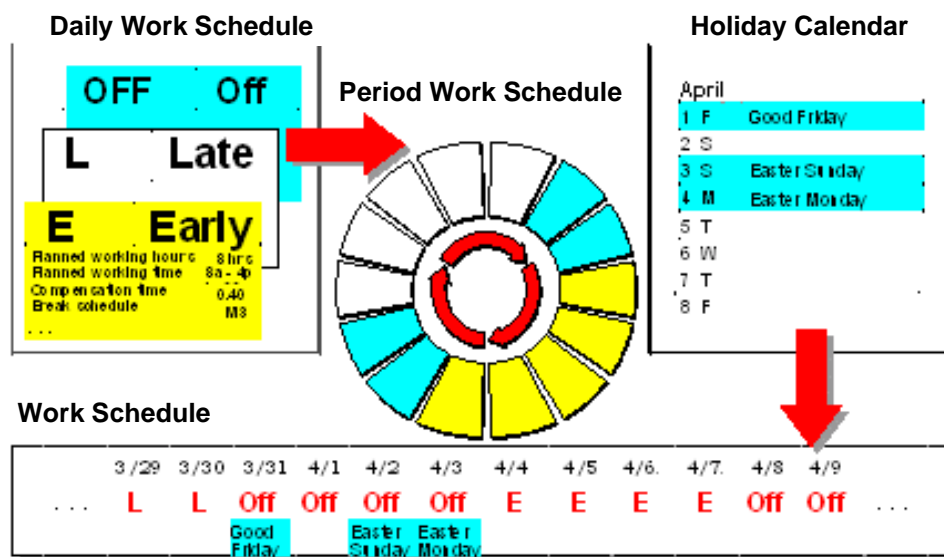 Daily Work Schedule
Holiday Calendar
Period Work Schedule
OFF Off
L Late
E Early
Planned working hours 8hrs
Planned working time 8a - 4p
Compensation time 0.40
Break schedule M3
. . .
April
1 F Good Friday
2 S
3 S Easter Sunday
4 M Easter Monday
5 T
6 W
7 T
8 F
Work Schedule
3/29 3/30 3/31 4/1 4/2 4/3 4/4 4/5 4/6. 4/7. 4/8 4/9
. . . L L Off Off Off Off E E E E Off Off . . .
Good Easter Easter
Friday Sunday Monday